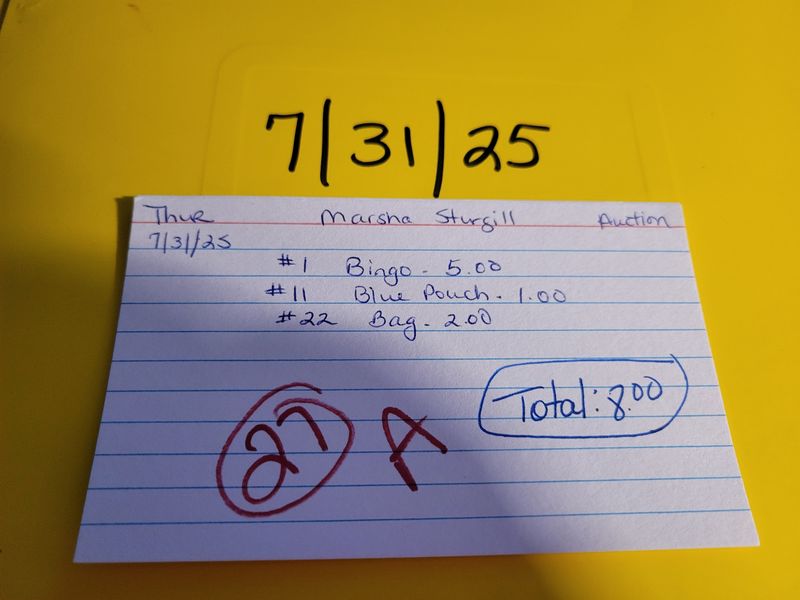 7/31/25
Thur Marsha Sturgill Auction
7/31/25
#1 Bingo - 5.00
#11 Blue Pouch - 1.00
#22 Bag - 2.00
Total: 8.00
27 A